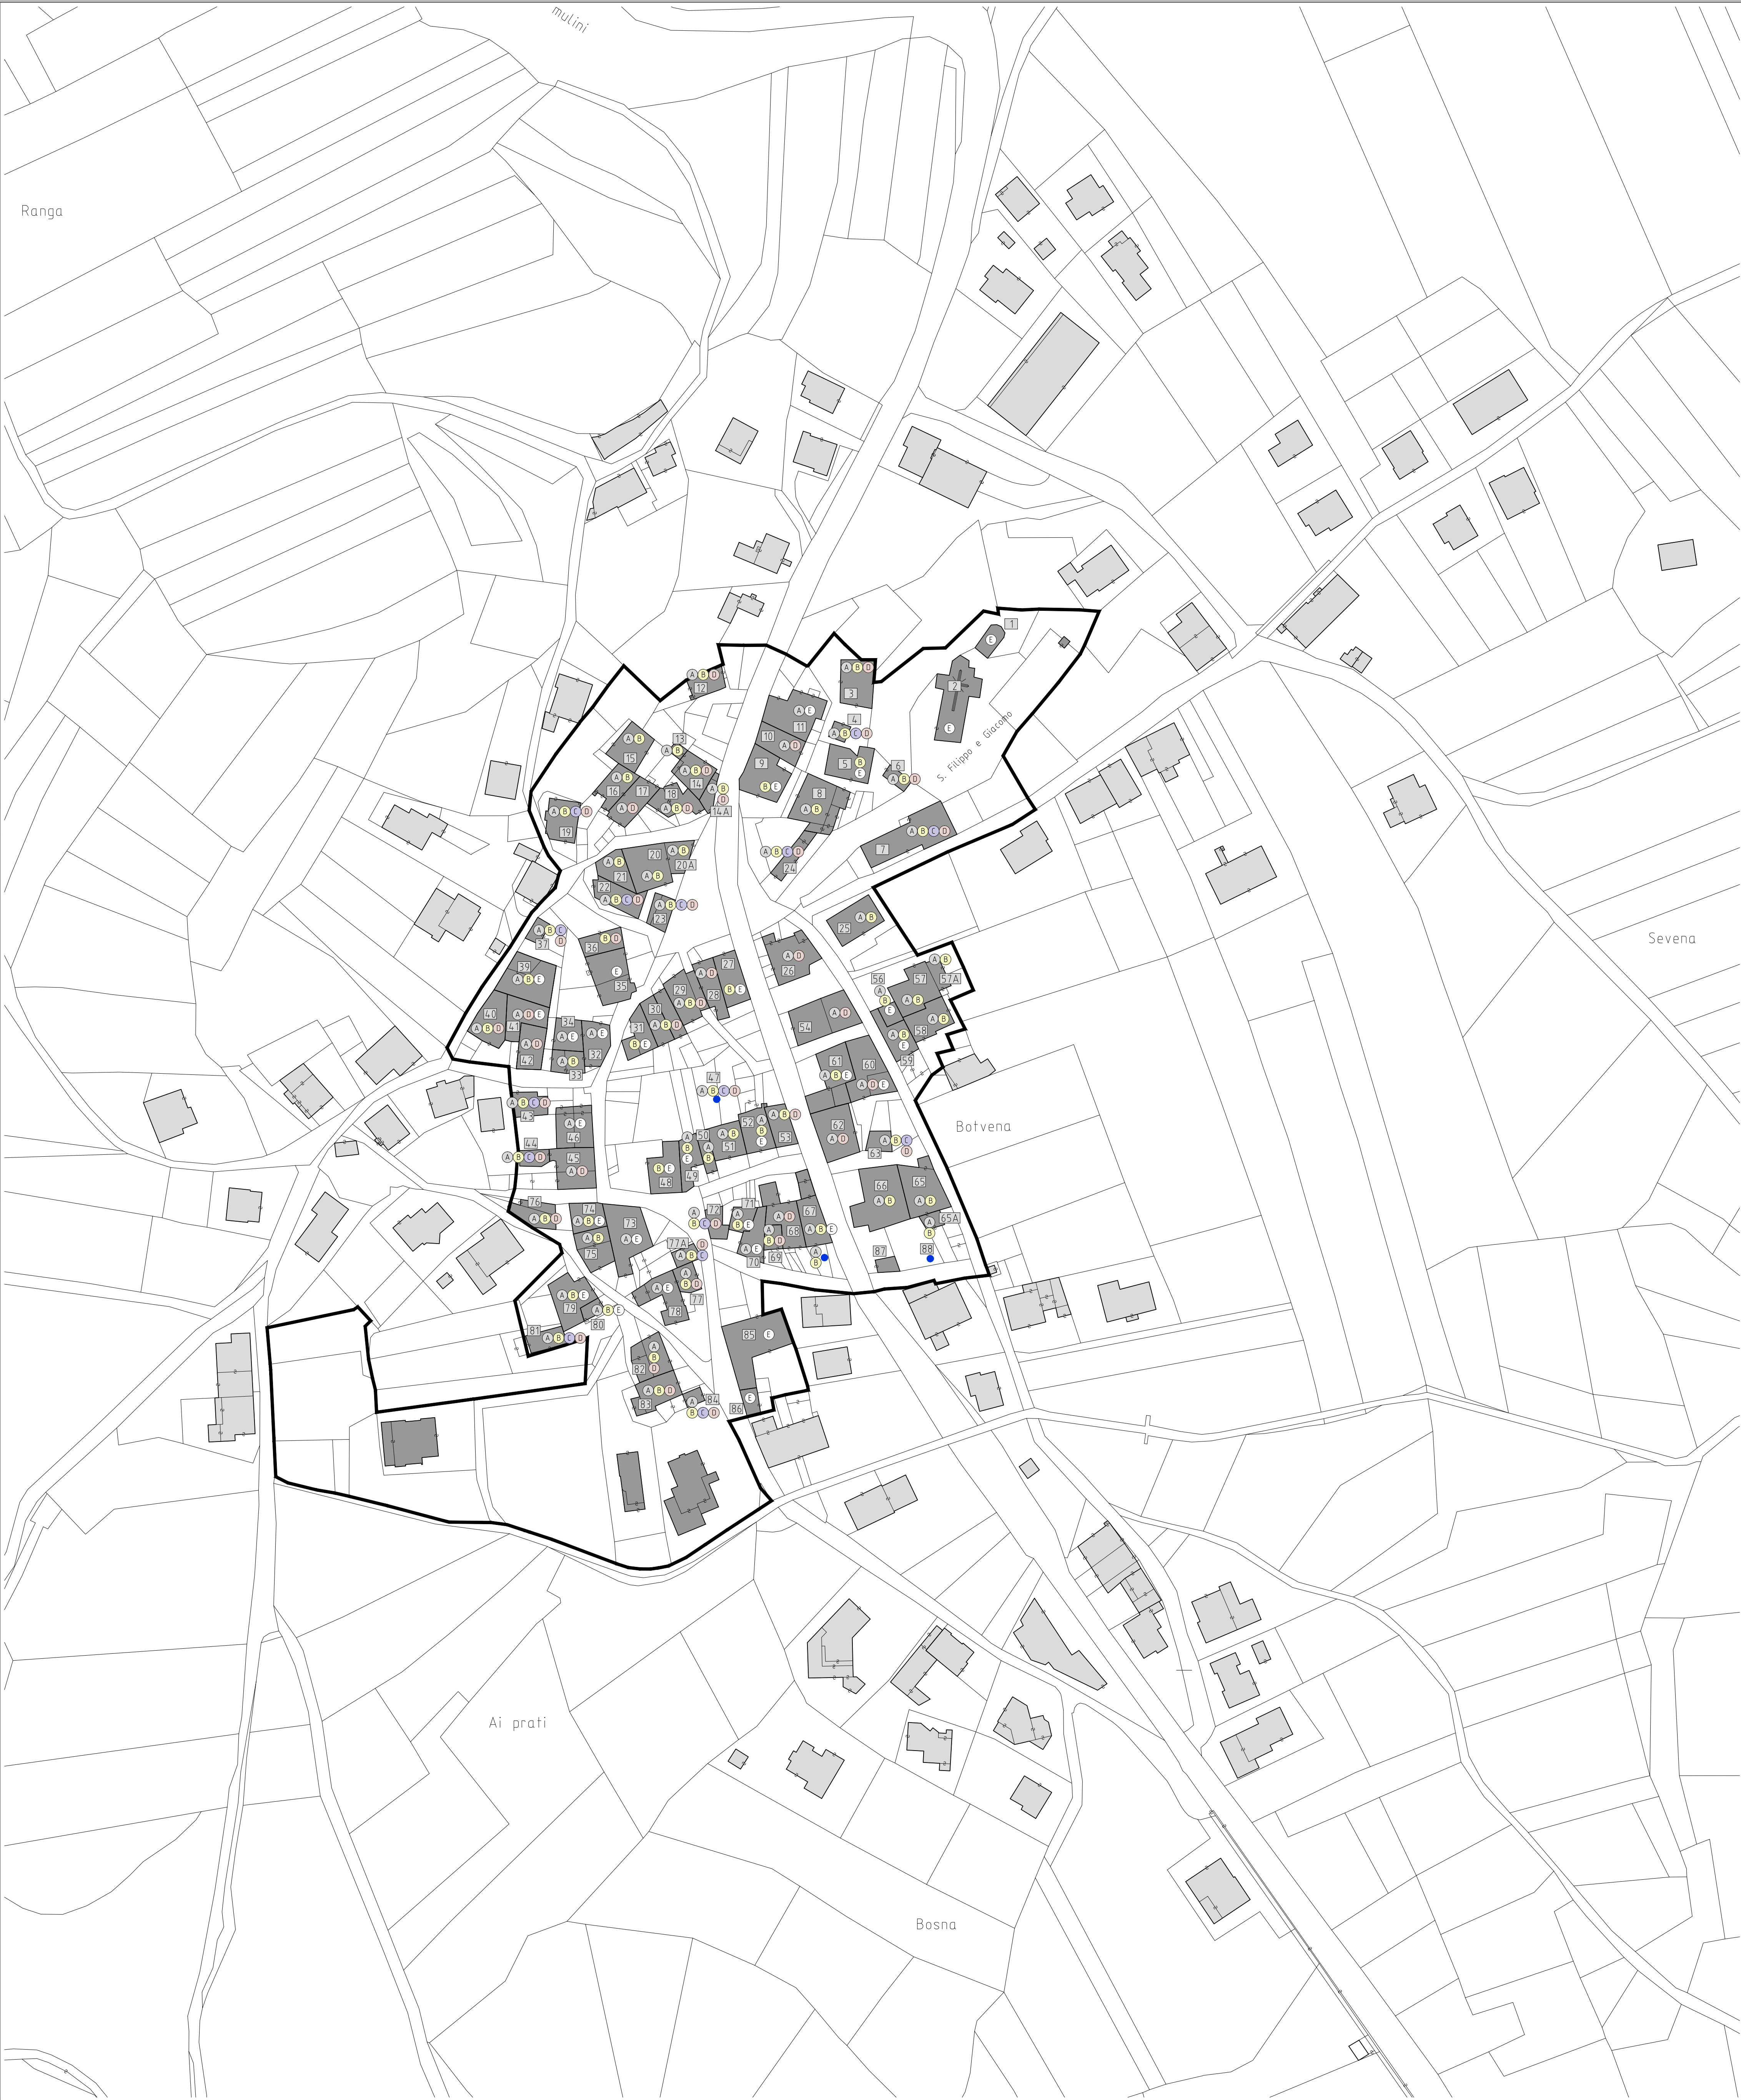 mulini
Ranga
1
E
2
E
S. Filippo e Giacomo
A B D
12
A B D
3
A E
11
4
A B C D
10
A D
A B
15
13
A B
5
B
E
9
B E
6
A B D
A B D
14
A B
16
17
A D
18
A B D
A B
D
14A
8
A B
A B C D
19
A B C D
7
A B C D
24
20
A B
20A
A B
A B
21
22
A B C D
A B C D
23
25
A B
A B C
D
37
36
B D
E
35
Sevena
26
A D
27
B E
A D
28
29
A B D
30
A B D
31
B E
39
A B E
40
A B D
A D E
41
A D
42
34
A E
A E
32
A B
33
56
A
B
57
A B
A B
57A
A B
58
A B
59
54
A D
61
A B E
60
A D E
47
A B C D
A B C D
43
A E
46
44
A B C D
45
A D
Botvena
62
A D
A B C
D
63
A B D
53
52
A
B
E
A B
51
50
A
B
A
B
E
49
B E
48
66
A B
65
A B
65A
A
B
88
87
76
A B D
74
A B E
A B
75
73
A E
A
B C D
72
71
A
B E
A E
70
A D
68
A
B D
69
67
A B E
A
B
77A
D
A B C
A
B D
77
A E
78
A B E
79
A B E
80
81
A B C D
A
B
D
82
A B D
83
84
A
B C D
85
E
E
86
Ai prati
Bosna